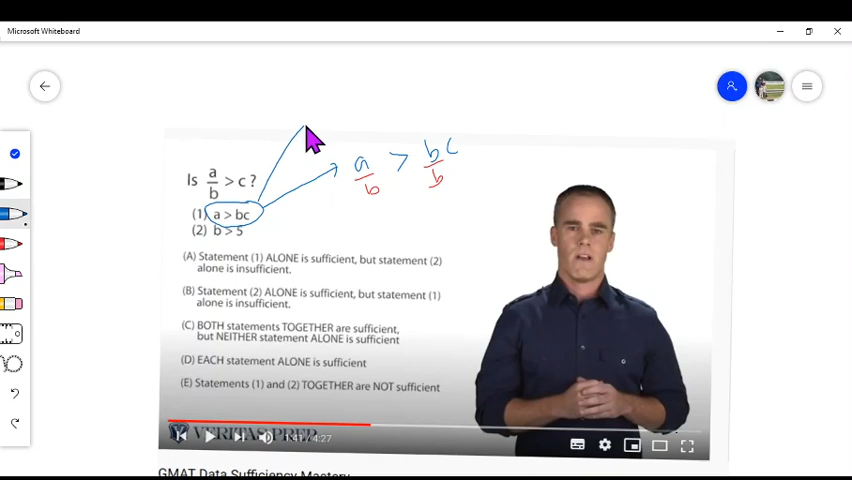 Microsoft Whiteboard
a > bc
b b
Is a/b > c ?
(1) a > bc
(2) b > 5
(A) Statement (1) ALONE is sufficient, but statement (2)
alone is insufficient.
(B) Statement (2) ALONE is sufficient, but statement (1)
alone is insufficient.
(C) BOTH statements TOGETHER are sufficient,
but NEITHER statement ALONE is sufficient
(D) EACH statement ALONE is sufficient
(E) Statements (1) and (2) TOGETHER are NOT sufficient
VERITAS PREP
1:41 / 4:27
GMAT Data Sufficiency Mastery